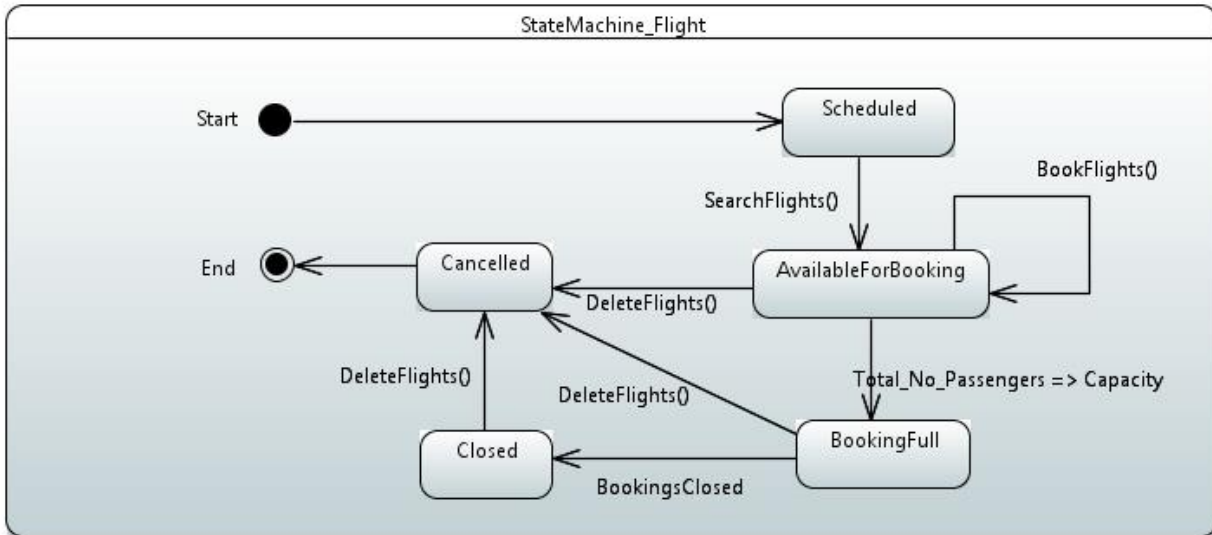 StateMachine_Flight
Start
Scheduled
BookFlights()
SearchFlights()
End
Cancelled
AvailableForBooking
DeleteFlights()
DeleteFlights()
DeleteFlights()
Total_No_Passengers => Capacity
Closed
BookingFull
BookingsClosed